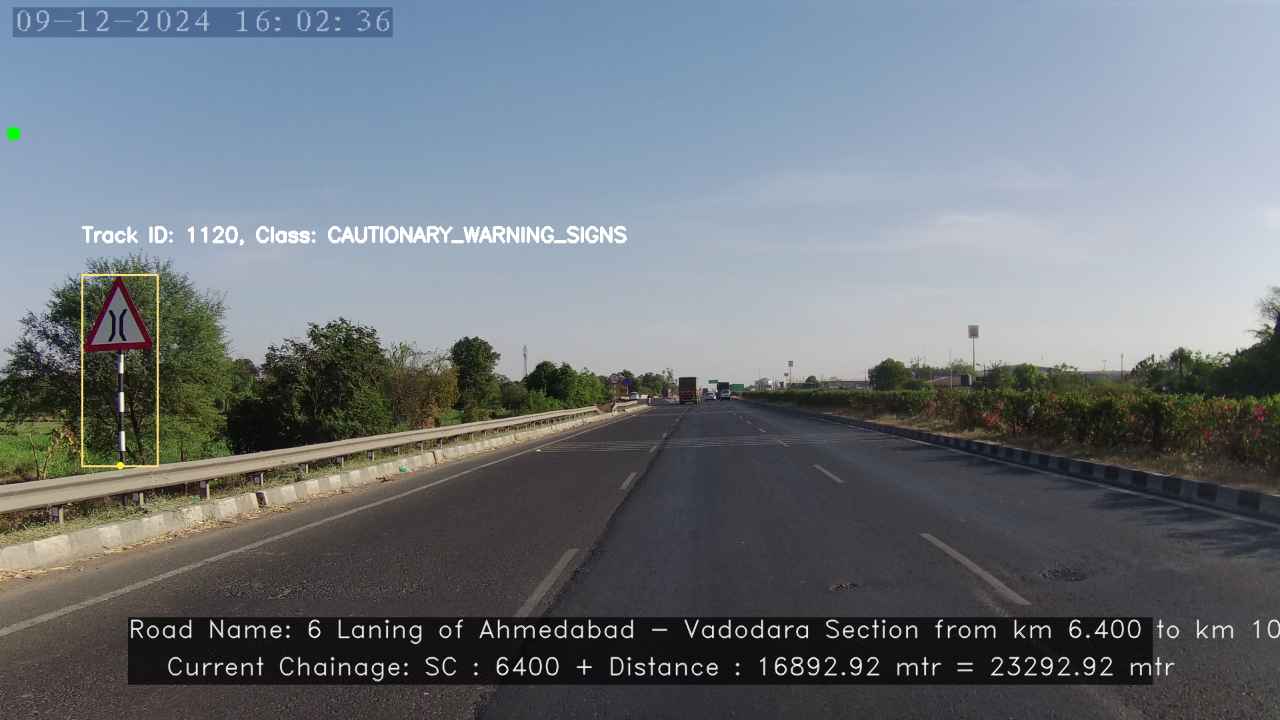 09-12-2024 16:02:36
Track ID: 1120, Class: CAUTIONARY_WARNING_SIGNS
Road Name: 6 Laning of Ahmedabad - Vadodara Section from km 6.400 to km 10
Current Chainage: SC : 6400 + Distance : 16892.92 mtr = 23292.92 mtr